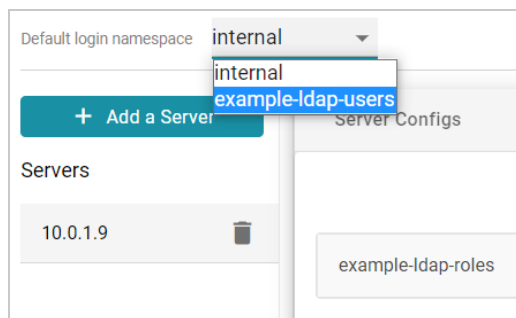 Default login namespace internal
internal
example-ldap-users
+ Add a Server
Server Configs
Servers
10.0.1.9
example-ldap-roles